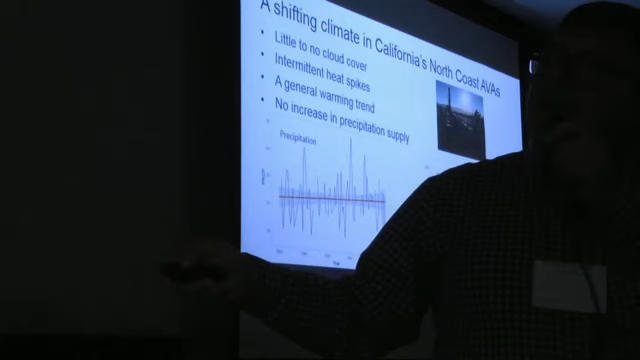 A shifting climate in California's North Coast AVAs
• Little to no cloud cover
• Intermittent heat spikes
• A general warming trend
• No increase in precipitation supply
Precipitation
Year